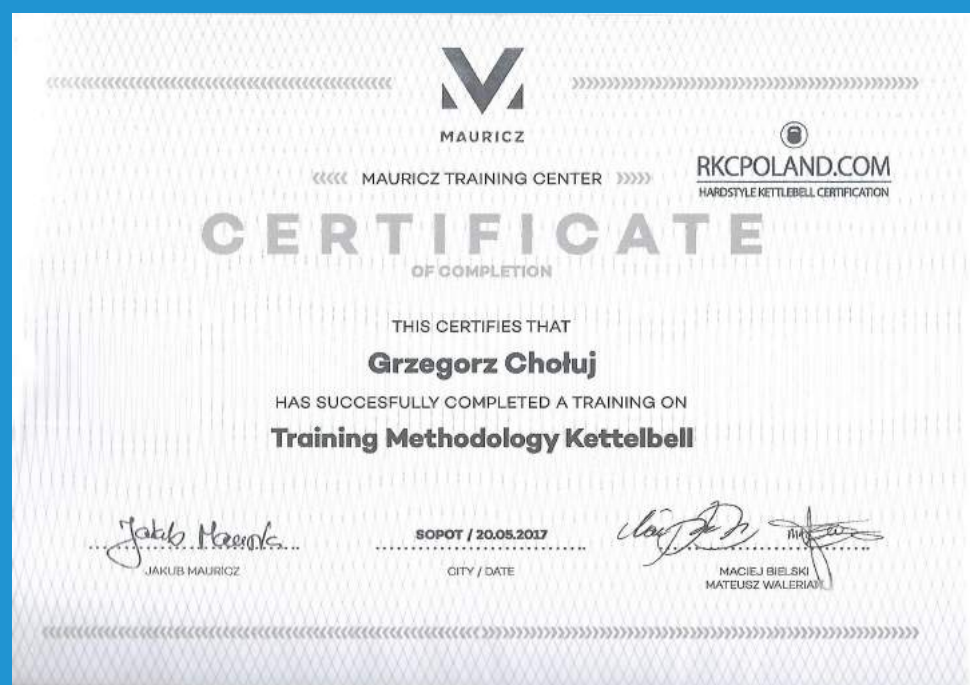 MAURICZ
RKCPOLAND.COM
HARDSTYLE KETTLEBELL CERTIFICATION
MAURICZ TRAINING CENTER
CERTIFICATE
OF COMPLETION
THIS CERTIFIES THAT
Grzegorz Chołuj
HAS SUCCESFULLY COMPLETED A TRAINING ON
Training Methodology Kettelbell
SOPOT / 20.05.2017
JAKUB MAURICZ
CITY / DATE
MACIEJ BIELSKI
MATEUSZ WALERIAN